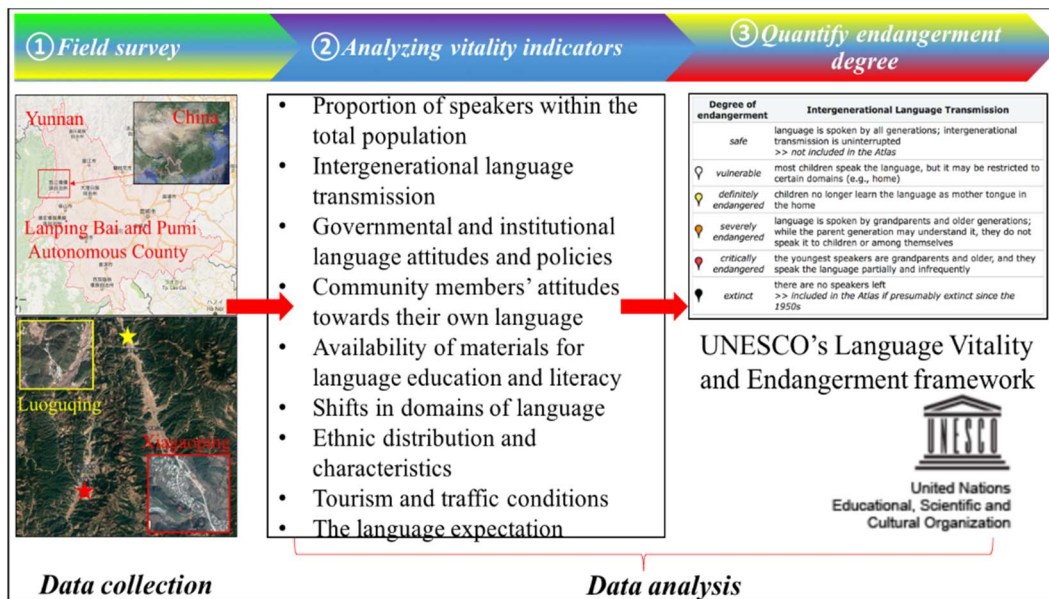 ①Field survey
②Analyzing vitality indicators
③Quantify endangerment
degree
Yunnan
China
Lanping Bai and Pumi
Autonomous County
Luoguqing
Xiagaoping
• Proportion of speakers within the
total population
• Intergenerational language
transmission
• Governmental and institutional
language attitudes and policies
• Community members’ attitudes
towards their own language
• Availability of materials for
language education and literacy
• Shifts in domains of language
• Ethnic distribution and
characteristics
• Tourism and traffic conditions
• The language expectation
Degree of
endangerment
Intergenerational Language Transmission
safe
language is spoken by all generations; intergenerational
transmission is uninterrupted
>> not included in the Atlas
vulnerable
most children speak the language, but it may be restricted to
certain domains (e.g., home)
definitely
endangered
children no longer learn the language as mother tongue in
the home
severely
endangered
language is spoken by grandparents and older generations;
while the parent generation may understand it, they do not
speak it to children or among themselves
critically
endangered
the youngest speakers are grandparents and older, and they
speak the language partially and infrequently
extinct
there are no speakers left
>> included in the Atlas if presumably extinct since the
1950s
UNESCO’s Language Vitality
and Endangerment framework
UNESCO
United Nations
Educational, Scientific and
Cultural Organization
Data collection
Data analysis